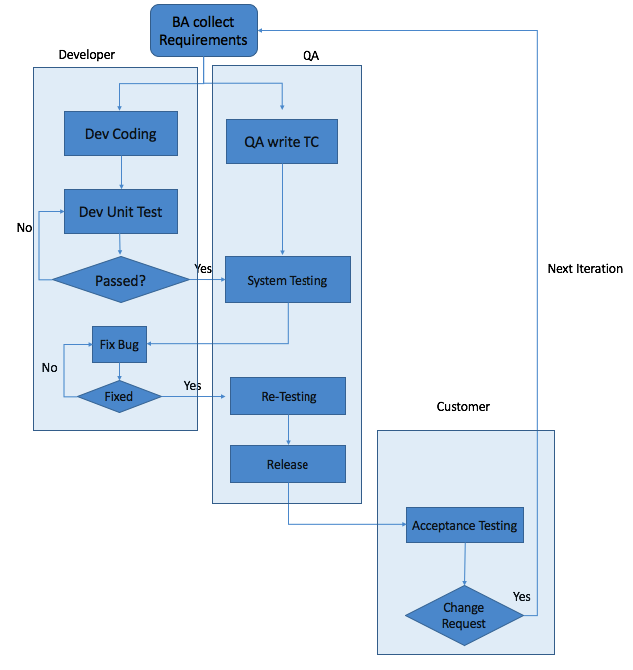 BA collect
Requirements
Developer
QA
Dev Coding
QA write TC
Dev Unit Test
No
Passed?
Yes
System Testing
Next Iteration
Fix Bug
No
Fixed
Yes
Re-Testing
Customer
Release
Acceptance Testing
Yes
Change
Request